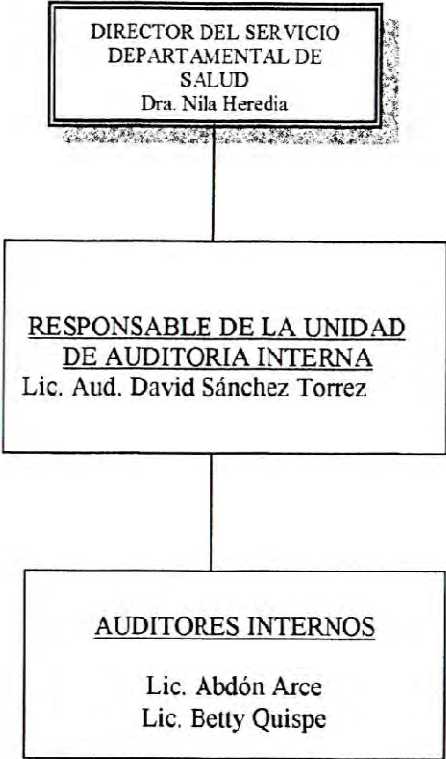 DIRECTOR DEL SERVICIO
DEPARTAMENTAL DE
SALUD
Dra. Nila Heredia
RESPONSABLE DE LA UNIDAD
DE AUDITORIA INTERNA
Lic. Aud. David Sánchez Torrez
AUDITORES INTERNOS
Lic. Abdón Arce
Lic. Betty Quispe